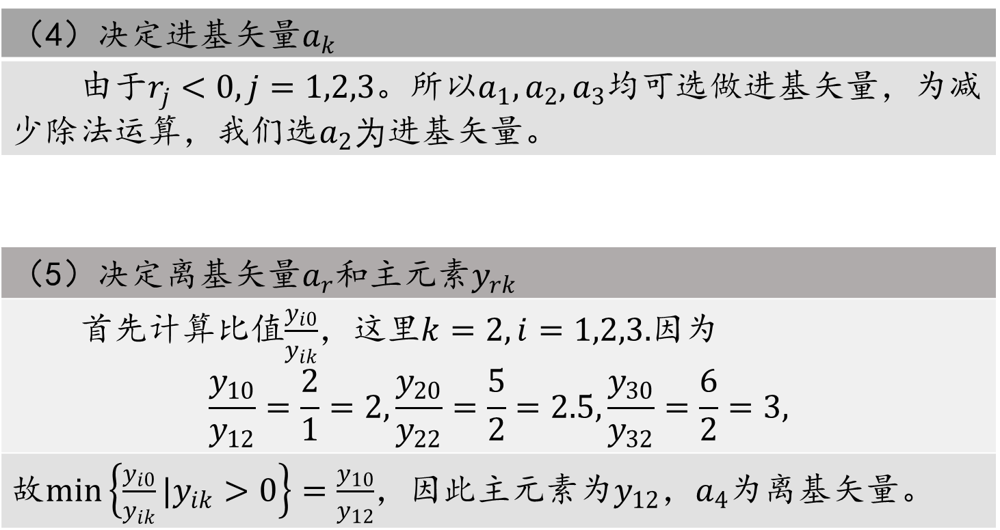 （4）决定进基矢量$a_k$
由于$r_j < 0, j = 1,2,3$。所以$a_1, a_2, a_3$均可选做进基矢量，为减
少除法运算，我们选$a_2$为进基矢量。
（5）决定离基矢量$a_r$和主元素$y_{rk}$
首先计算比值$\frac{y_{i0}}{y_{ik}}$，这里$k = 2, i = 1,2,3.$因为
$\frac{y_{10}}{y_{12}} = \frac{2}{1} = 2, \frac{y_{20}}{y_{22}} = \frac{5}{2} = 2.5, \frac{y_{30}}{y_{32}} = \frac{6}{2} = 3,$
故$\min\left\{\frac{y_{i0}}{y_{ik}} | y_{ik} > 0\right\} = \frac{y_{10}}{y_{12}}$，因此主元素为$y_{12}$，$a_4$为离基矢量。